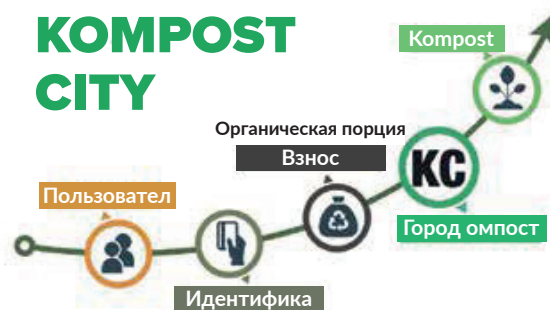 KOMPOST
CITY
Kompost
Органическая порция
Взнос
KC
Пользовател
Город омпост
Идентифика